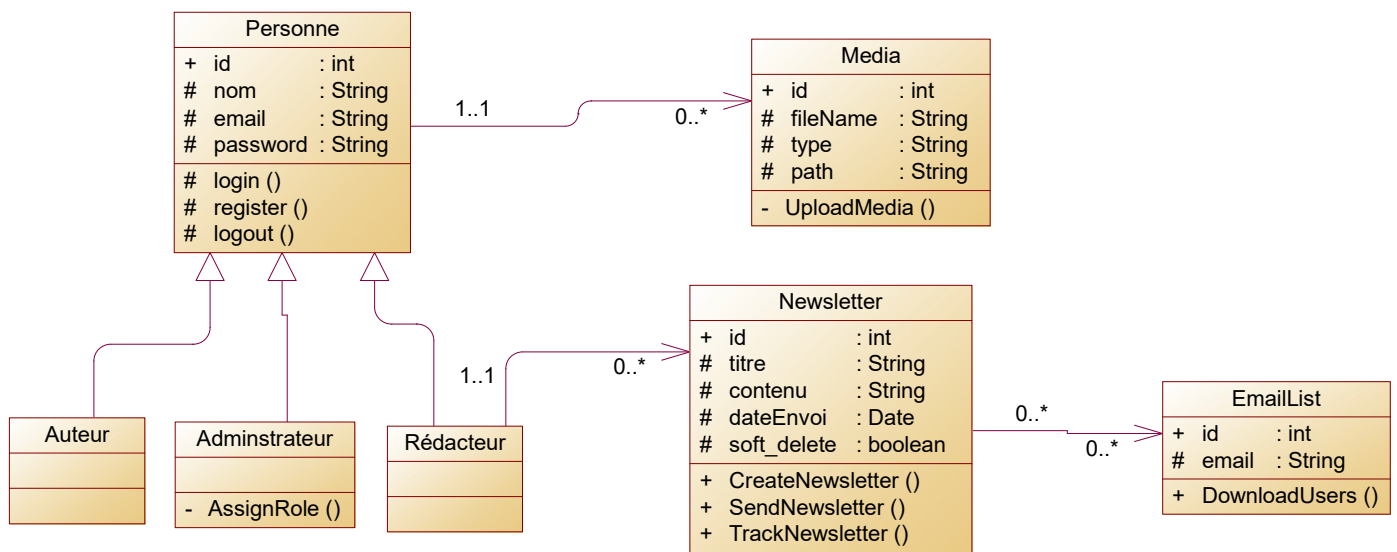 Personne
+ id : int
# nom : String
# email : String
# password : String
# login ()
# register ()
# logout ()
1..1
0..*
Media
+ id : int
# fileName : String
# type : String
# path : String
- UploadMedia ()
Auteur
Adminstrateur
- AssignRole ()
Rédacteur
1..1
0..*
Newsletter
+ id : int
# titre : String
# contenu : String
# dateEnvoi : Date
# soft_delete : boolean
+ CreateNewsletter ()
+ SendNewsletter ()
+ TrackNewsletter ()
0..*
0..*
EmailList
+ id : int
# email : String
+ DownloadUsers ()